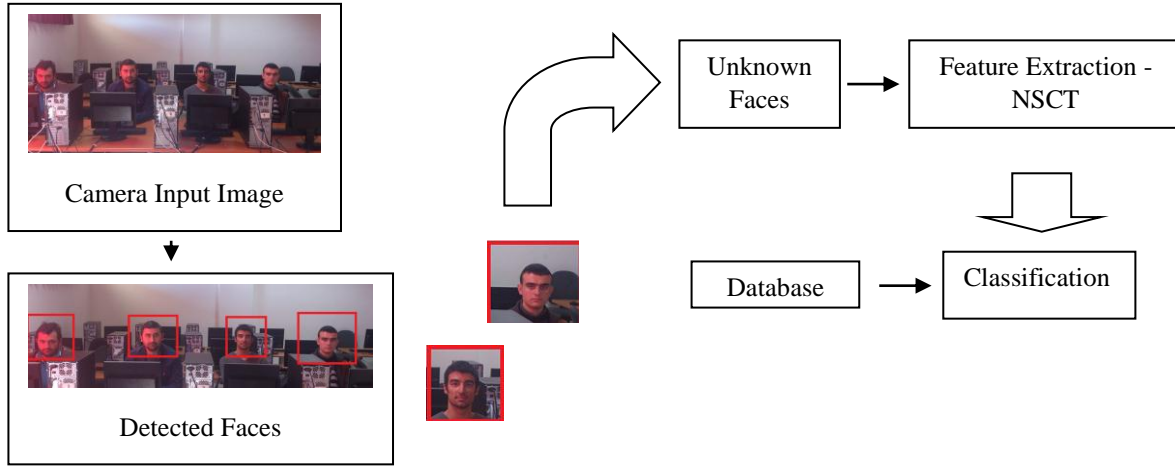 Camera Input Image
Detected Faces
Unknown
Faces
Feature Extraction -
NSCT
Database
Classification